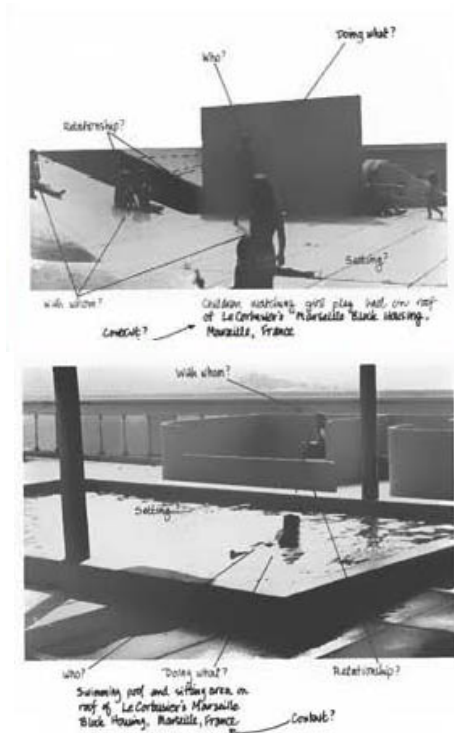 Doing what?
Who?
Relationship?
Setting?
With whom?
Children watching girl play had on roof
of Le Corbusier's Marseille Block Housing,
Marseille, France
Context?
With whom?
Setting
Who?
Doing what?
Relationship?
Swimming pool and sitting area on
roof of Le Corbusier's Marseille
Block Housing, Marseille, France
Context?